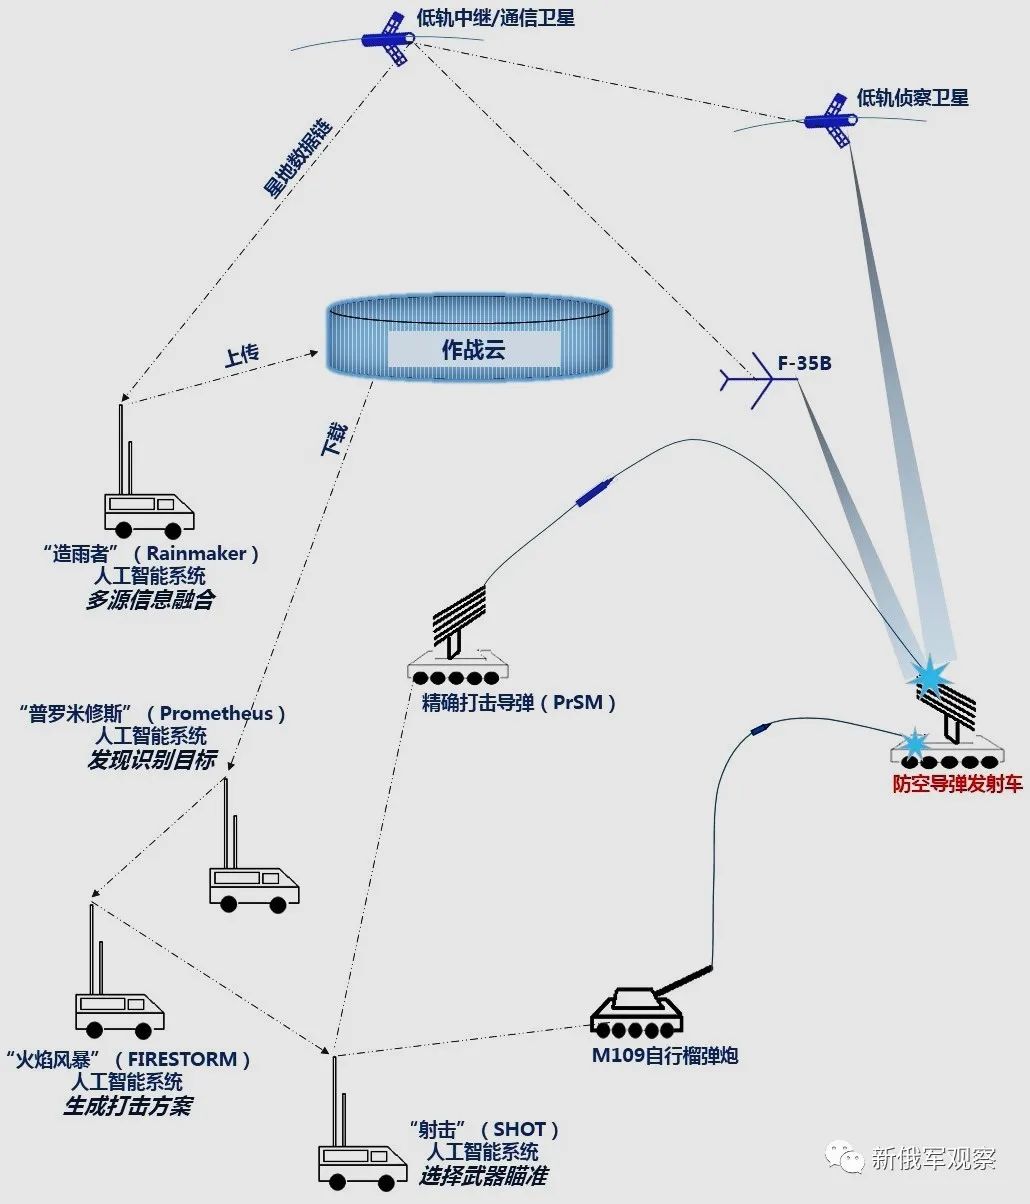 低轨中继/通信卫星
低轨侦察卫星
星地数据链
作战云
上传
F-35B
下载
“造雨者”（Rainmaker）
人工智能系统
多源信息融合
精确打击导弹（PrSM）
“普罗米修斯”（Prometheus）
人工智能系统
发现识别目标
防空导弹发射车
M109自行榴弹炮
“火焰风暴”（FIRESTORM）
人工智能系统
生成打击方案
“射击”（SHOT）
人工智能系统
选择武器瞄准
新俄军观察